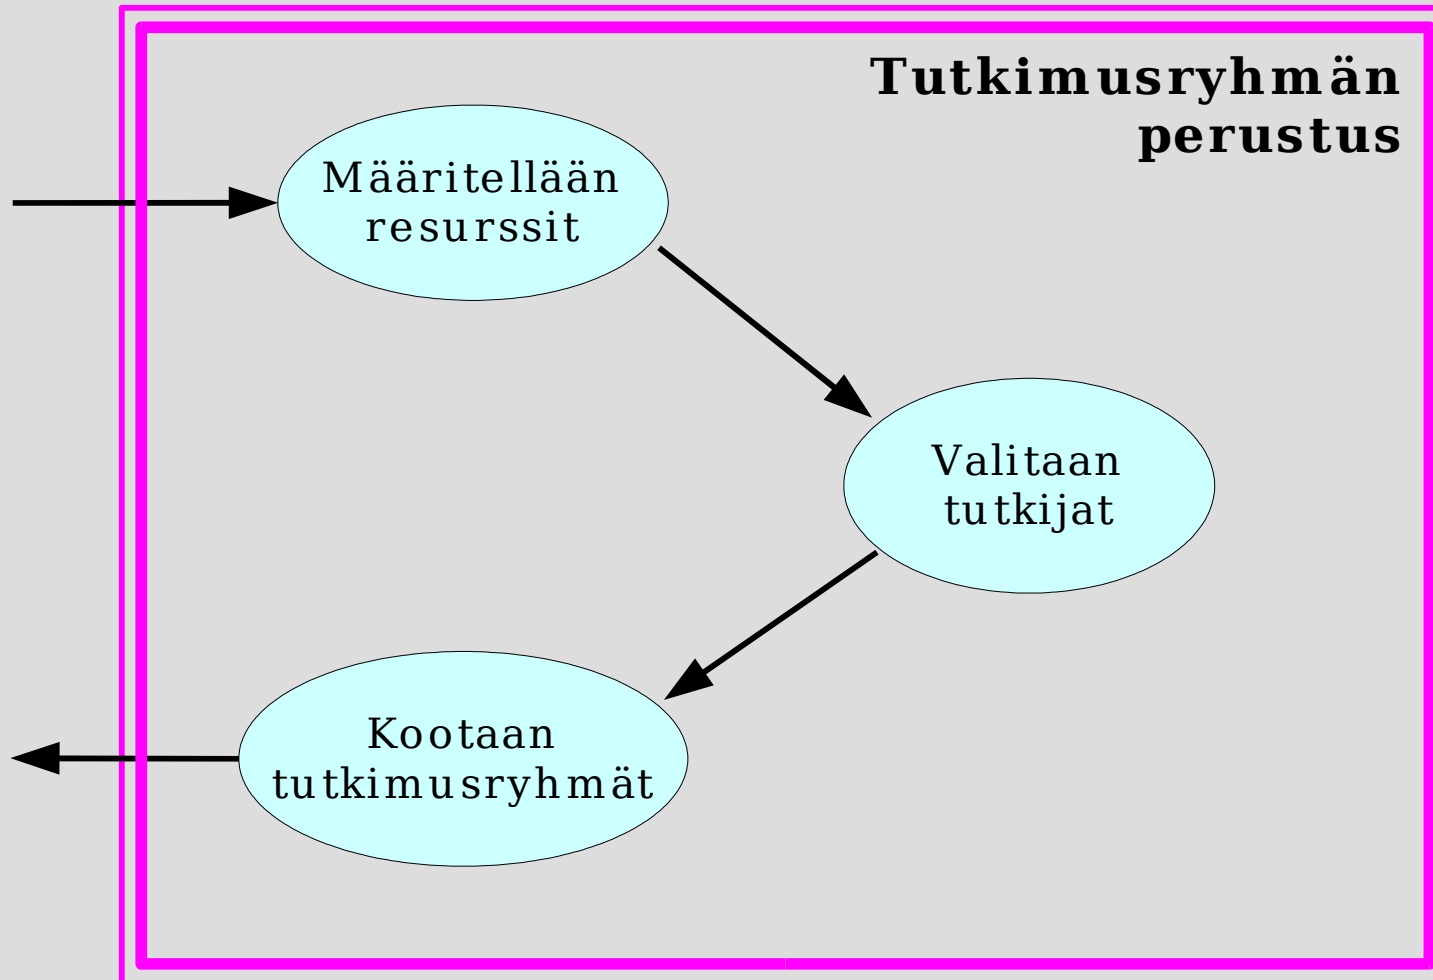 Tutkimusryhmän
perustus
Määritellään
resurssit
Valitaan
tutkijat
Kootaan
tutkimusryhmät